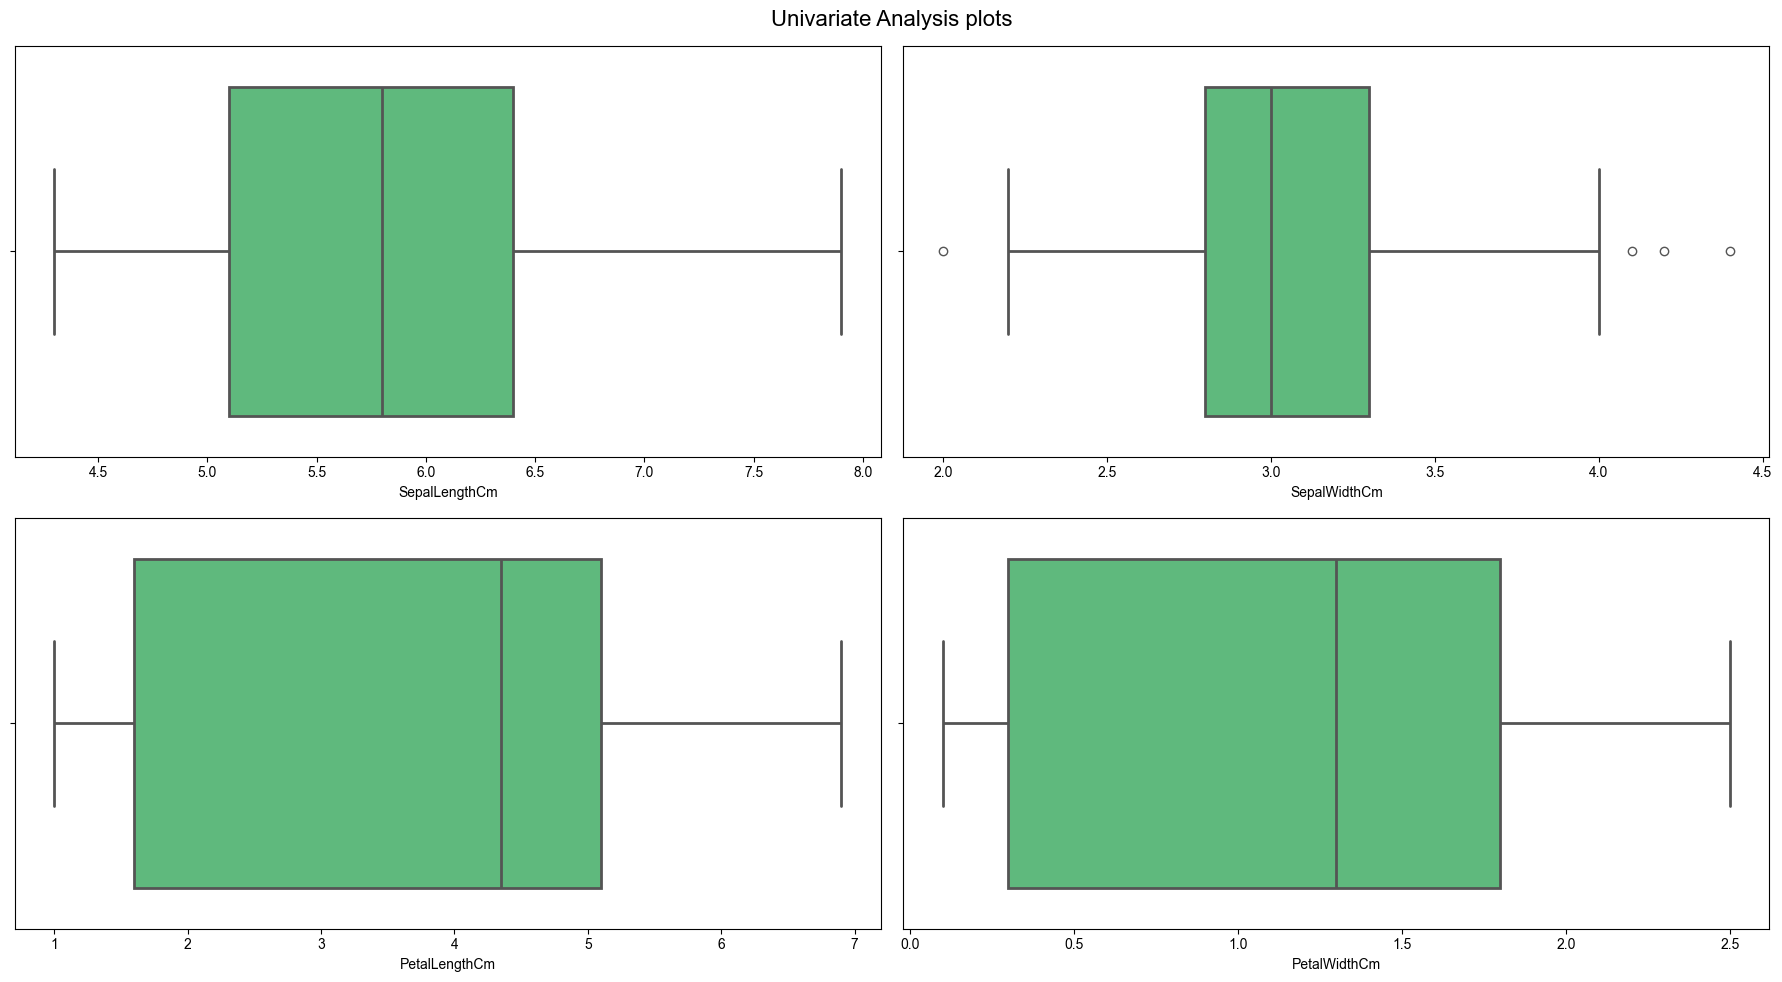 Univariate Analysis plots
4.5 5.0 5.5 6.0 6.5 7.0 7.5 8.0
SepalLengthCm
2.0 2.5 3.0 3.5 4.0 4.5
SepalWidthCm
1 2 3 4 5 6 7
PetalLengthCm
0.0 0.5 1.0 1.5 2.0 2.5
PetalWidthCm